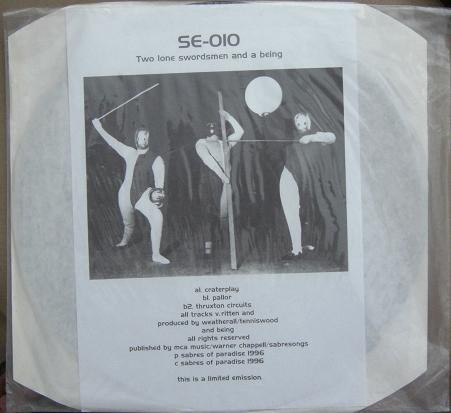 SE-010
Two lone swordsmen and a being
a1. craterplay
b1. pallor
b2. thruxton circuits
all tracks v.ritten and
produced by weatherall/tenniswood
and being
all rights reserved
published by mca music/warner chappell/sabresongs
p sabres of paradise 1996
c sabres of paradise 1996
this is a limited emission.